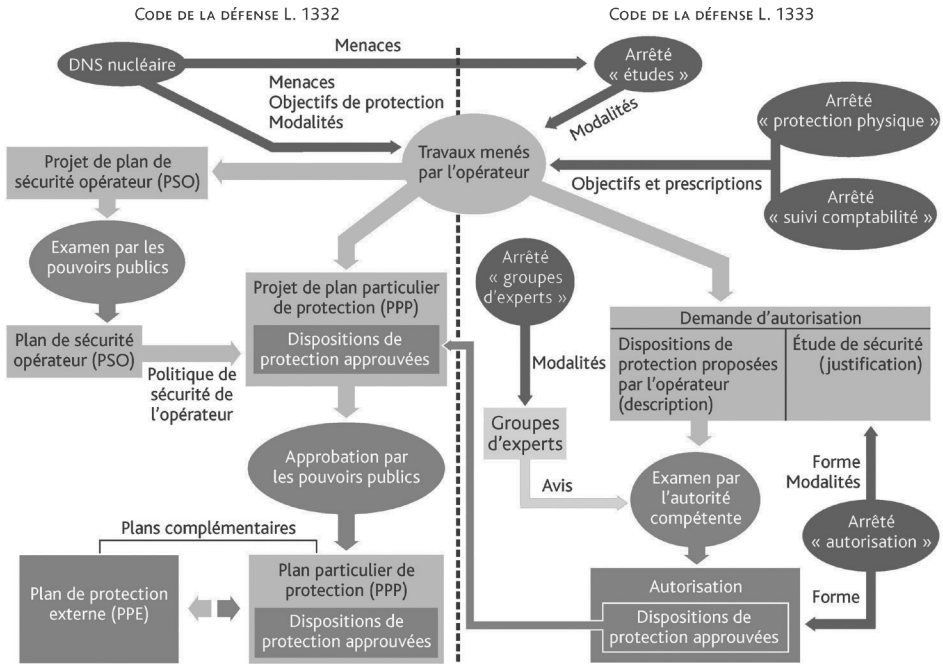 CODE DE LA DÉFENSE L. 1332
CODE DE LA DÉFENSE L. 1333
DNS nucléaire
Menaces
Arrêté
« études »
Menaces
Objectifs de protection
Modalités
Modalités
Arrêté
« protection physique »
Travaux menés
par l'opérateur
Objectifs et prescriptions
Arrêté
« suivi comptabilité »
Projet de plan de
sécurité opérateur (PSO)
Examen par les
pouvoirs publics
Plan de sécurité
opérateur (PSO)
Politique de
sécurité de
l'opérateur
Projet de plan particulier
de protection (PPP)
Dispositions de
protection approuvées
Arrêté
« groupes
d'experts »
Modalités
Groupes
d'experts
Avis
Demande d'autorisation
Dispositions de
protection proposées
par l'opérateur
(description)
Étude de sécurité
(justification)
Approbation par
les pouvoirs publics
Examen par
l'autorité
compétente
Forme
Modalités
Arrêté
« autorisation »
Forme
Plans complémentaires
Plan de protection
externe (PPE)
Plan particulier de
protection (PPP)
Dispositions de
protection approuvées
Autorisation
Dispositions de
protection approuvées